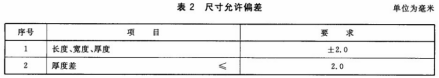 表 2 尺寸允许偏差 单位为毫米
序号 项目 要求
1 长度、宽度、厚度 ±2.0
2 厚度差 ≤ 2.0